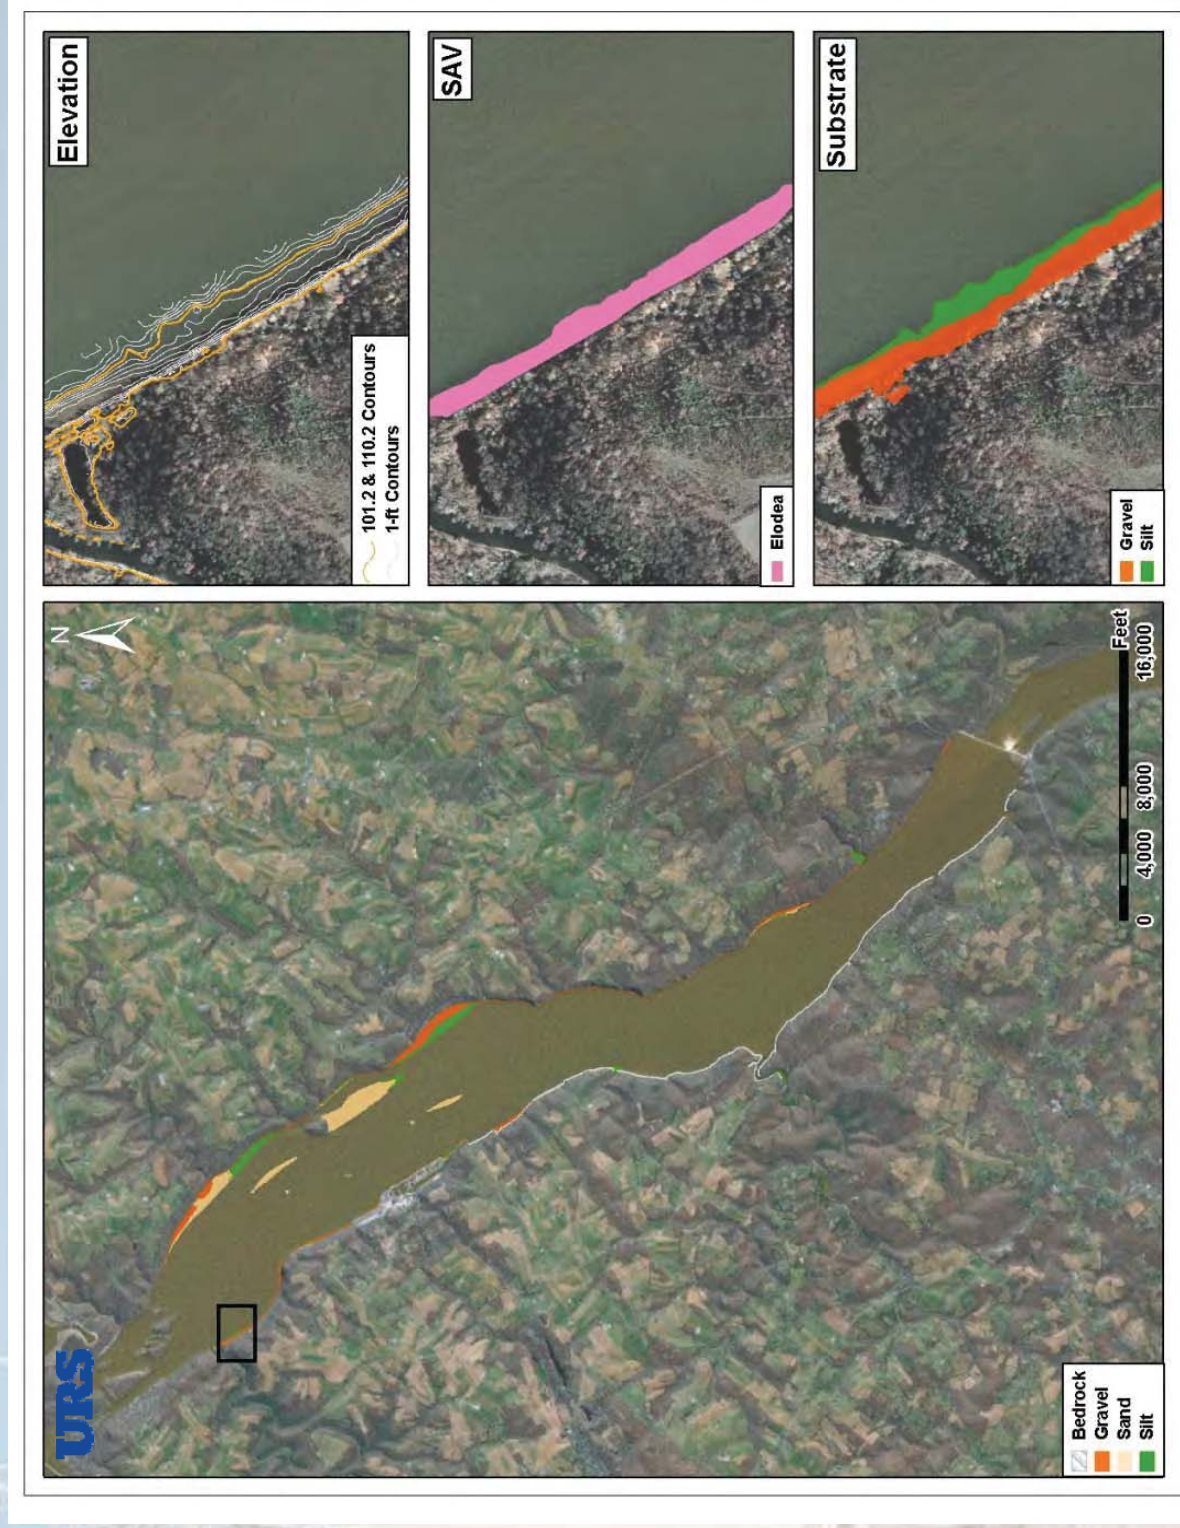 URS
N
Bedrock
Gravel
Sand
Silt
0 4,000 8,000 16,000
Feet
Elevation
101.2 & 110.2 Contours
1-ft Contours
SAV
Elodea
Substrate
Gravel
Silt